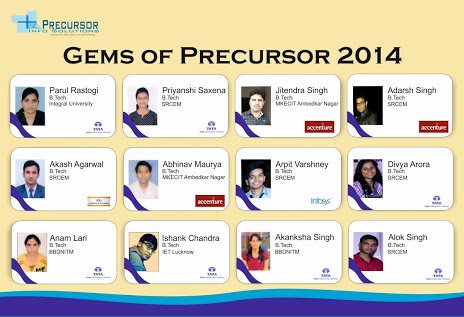 PRECURSOR
INFO SOLUTIONS
GEMS OF PRECURSOR 2014
Parul Rastogi
B.Tech
Integral University
TATA
Priyanshi Saxena
B.Tech
SRCEM
TATA
Jitendra Singh
B.Tech
MKECIT Ambedkar Nagar
accenture
Adarsh Singh
B.Tech
SRCEM
accenture
Akash Agarwal
B.Tech
SRCEM
Abhinav Maurya
B.Tech
MKECIT Ambedkar Nagar
accenture
Arpit Varshney
B.Tech
SRCEM
Infosys
Divya Arora
B.Tech
SRCEM
TATA
Anam Lari
B.Tech
BBDNITM
TATA
Ishank Chandra
B.Tech
IET Lucknow
TATA
Akanksha Singh
B.Tech
BBDNITM
TATA
Alok Singh
B.Tech
SRCEM
TATA